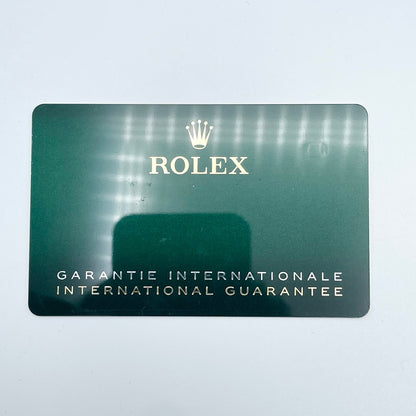 ROLEX
GARANTIE INTERNATIONALE
INTERNATIONAL GUARANTEE